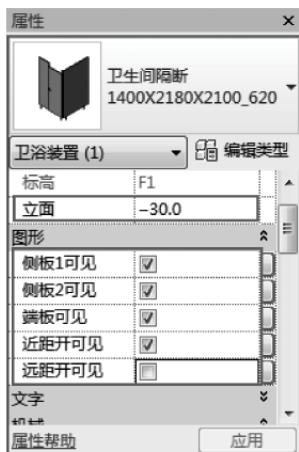 属性
卫生间隔断
1400X2180X2100_620
卫浴装置 (1)
编辑类型
标高 F1
立面 -30.0
图形
侧板1可见
侧板2可见
端板可见
近距开可见
远距开可见
文字
机械
属性帮助
应用